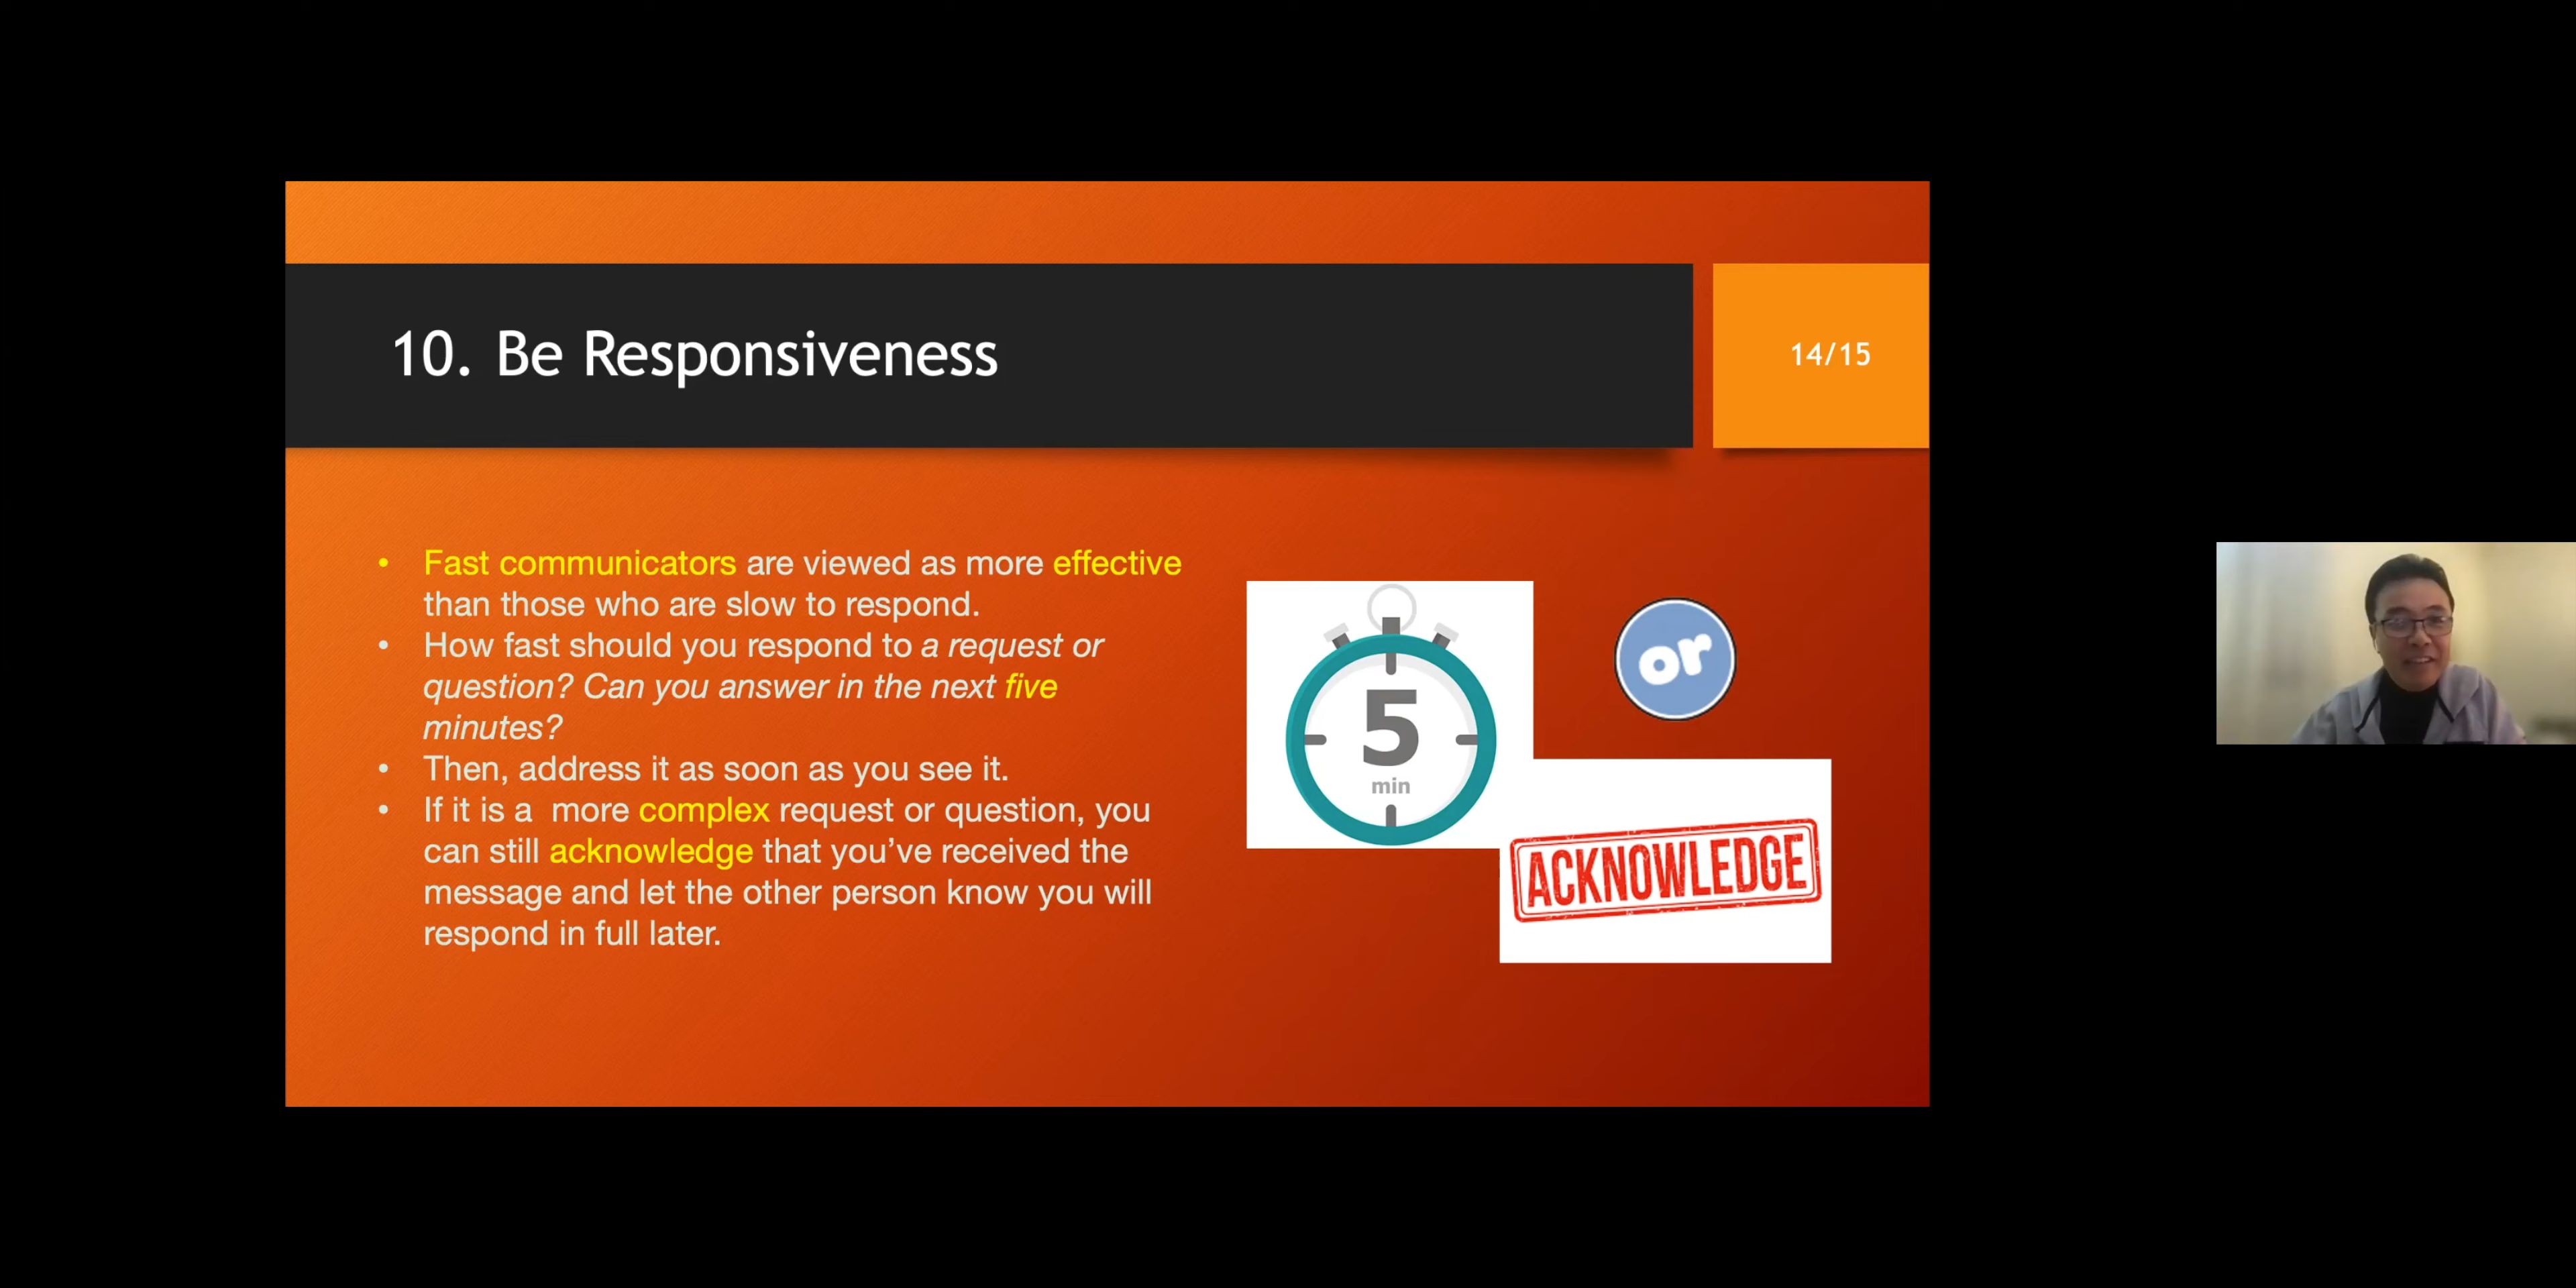 10. Be Responsiveness
14/15
• Fast communicators are viewed as more effective
than those who are slow to respond.
• How fast should you respond to a request or
question? Can you answer in the next five
minutes?
• Then, address it as soon as you see it.
• If it is a  more complex request or question, you
can still acknowledge that you’ve received the
message and let the other person know you will
respond in full later.
5
min
or
ACKNOWLEDGE